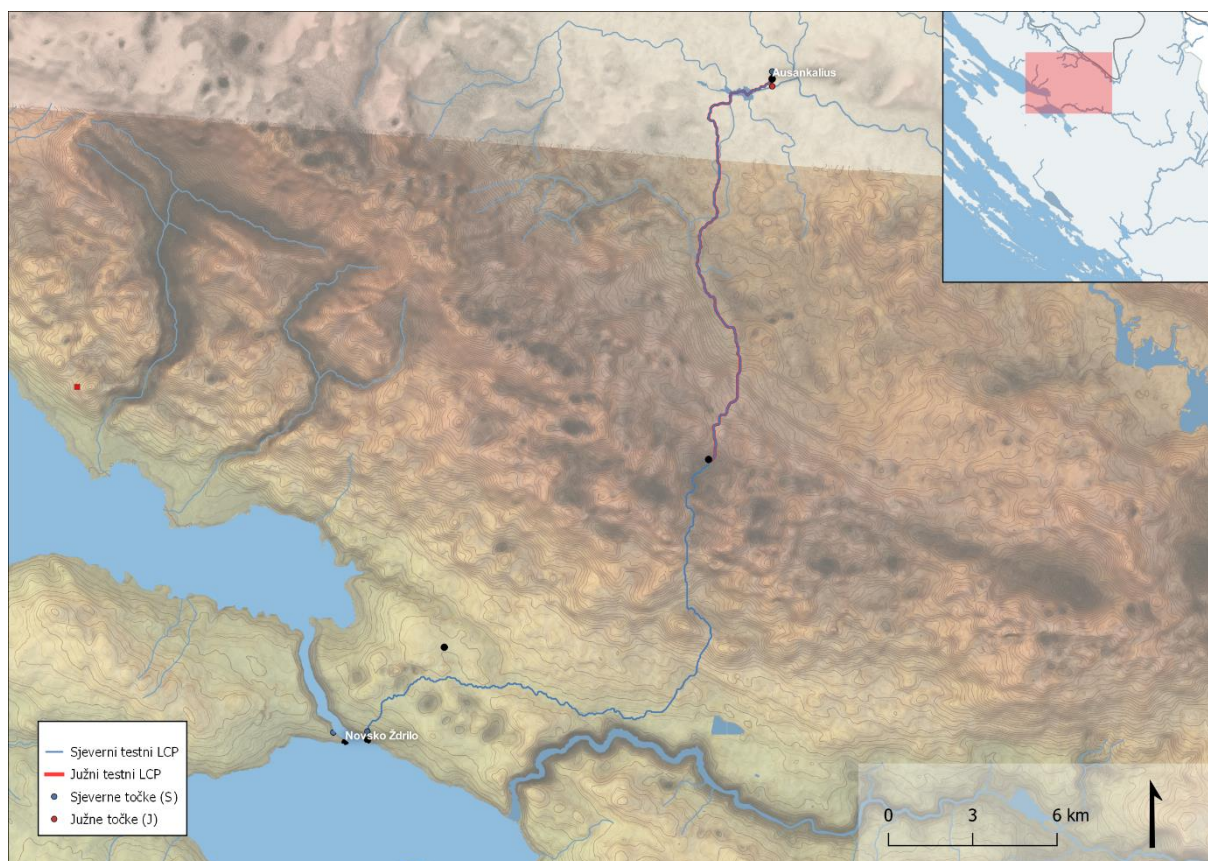 Ausankalius
Novsko Ždrilo
Sjeverni testni LCP
Južni testni LCP
Sjeverne točke (S)
Južne točke (J)
0 3 6 km